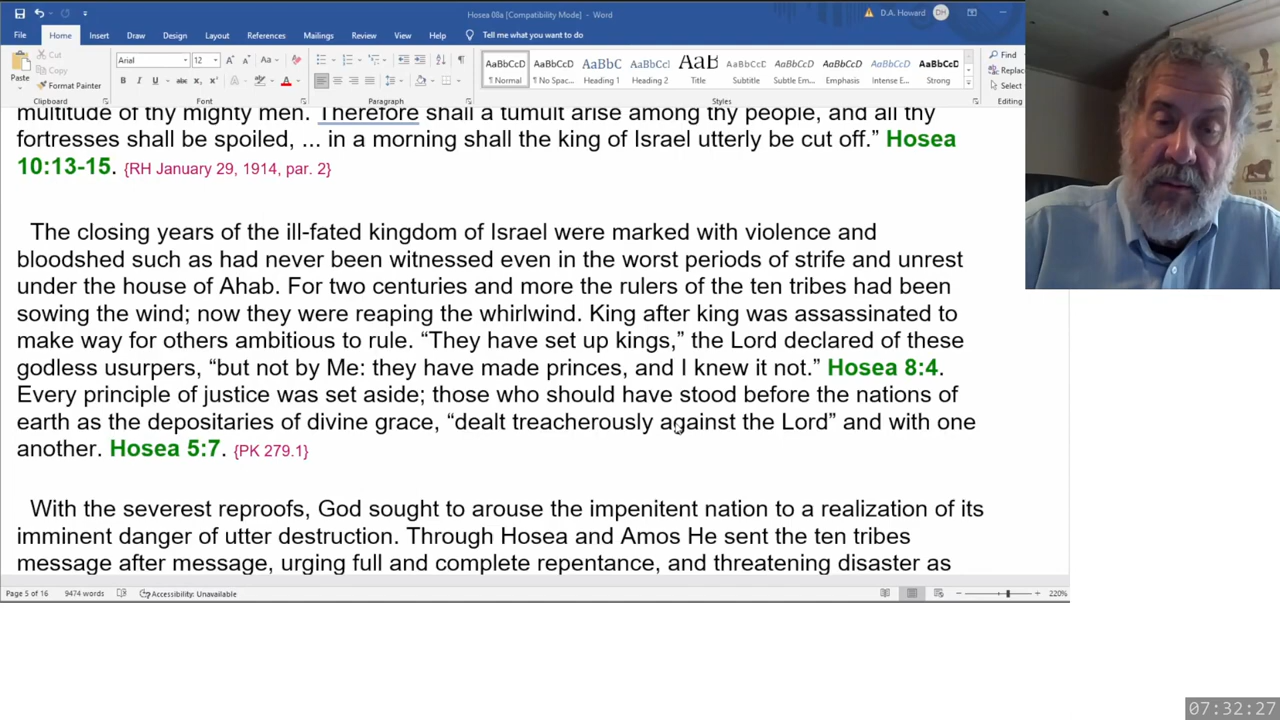 Hosea 08a [Compatibility Mode] - Word
D.A. Howard
DH
File Home Insert Draw Design Layout References Mailings Review View Help Tell me what you want to do
Paste
Cut
Copy
Format Painter
Clipboard
Arial 12
Font
Paragraph
AaBbCcD AaBbCcD AaBbC AaBbCcl AaB AaBbCcD AaBbCcD AaBbCcD AaBbCcD AaBbCcD
¶ Normal ¶ No Spac... Heading 1 Heading 2 Title Subtitle Subtle Em... Emphasis Intense E... Strong
Styles
Find
Replac
Select
Editing
multitude of thy mighty men. Therefore shall a tumult arise among thy people, and all thy
fortresses shall be spoiled, ... in a morning shall the king of Israel utterly be cut off.” Hosea
10:13-15. {RH January 29, 1914, par. 2}
The closing years of the ill-fated kingdom of Israel were marked with violence and
bloodshed such as had never been witnessed even in the worst periods of strife and unrest
under the house of Ahab. For two centuries and more the rulers of the ten tribes had been
sowing the wind; now they were reaping the whirlwind. King after king was assassinated to
make way for others ambitious to rule. “They have set up kings,” the Lord declared of these
godless usurpers, “but not by Me: they have made princes, and I knew it not.” Hosea 8:4.
Every principle of justice was set aside; those who should have stood before the nations of
earth as the depositaries of divine grace, “dealt treacherously against the Lord” and with one
another. Hosea 5:7. {PK 279.1}
With the severest reproofs, God sought to arouse the impenitent nation to a realization of its
imminent danger of utter destruction. Through Hosea and Amos He sent the ten tribes
message after message, urging full and complete repentance, and threatening disaster as
Page 5 of 16 9474 words Accessibility: Unavailable 220%
07:32:27